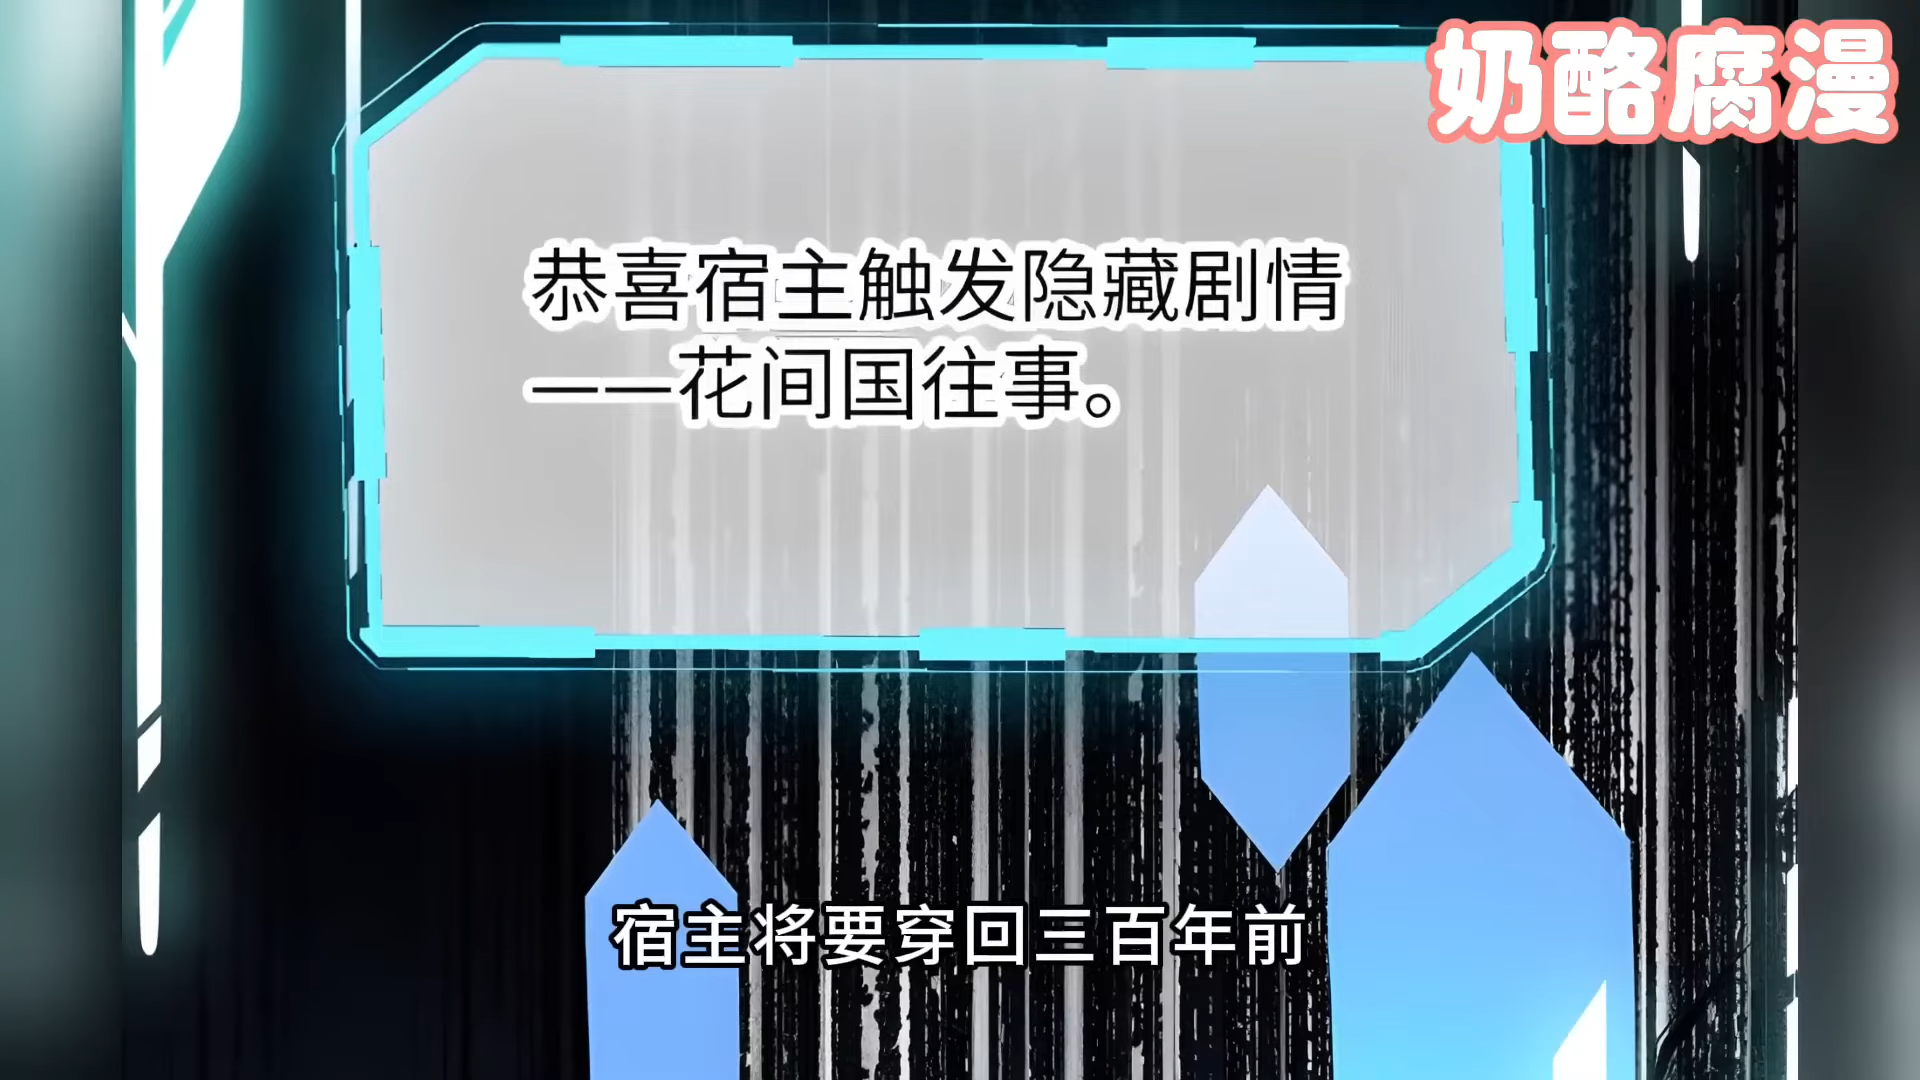 奶酪腐漫
恭喜宿主触发隐藏剧情
——花间国往事。
宿主将要穿回三百年前